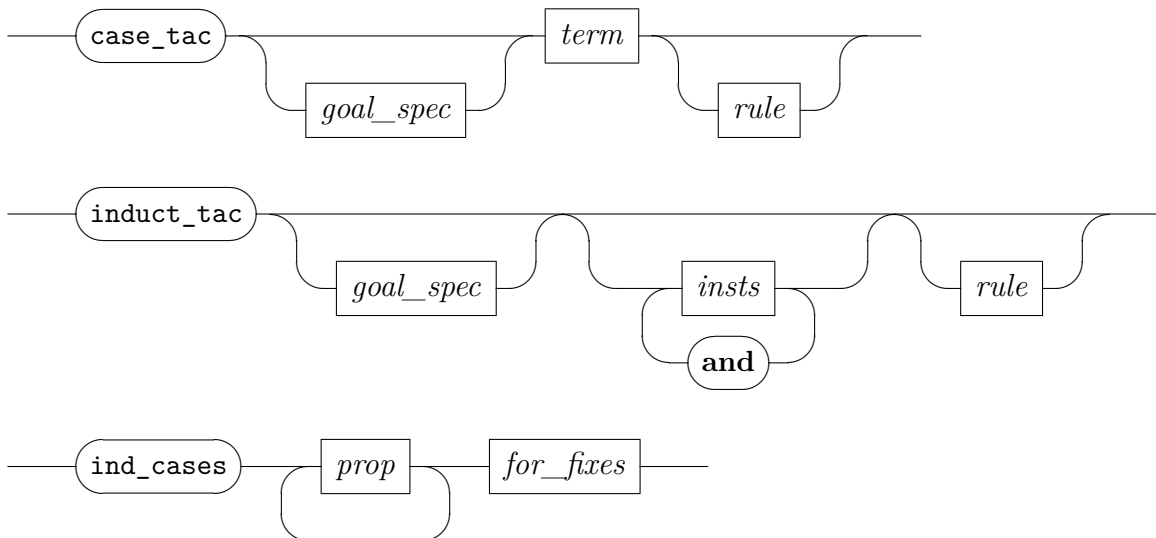 case_tac term
goal_spec rule
induct_tac
goal_spec insts rule
and
ind_cases prop for_fixes